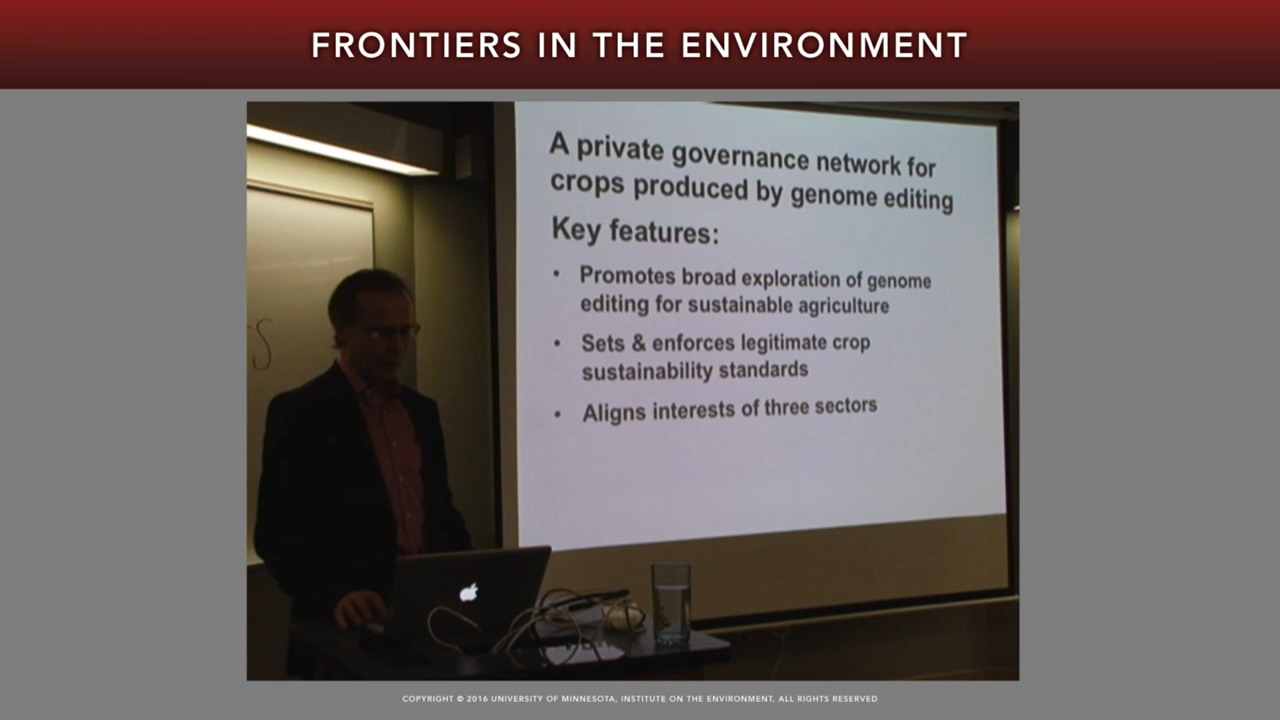 FRONTIERS IN THE ENVIRONMENT
A private governance network for
crops produced by genome editing
Key features:
• Promotes broad exploration of genome
editing for sustainable agriculture
• Sets & enforces legitimate crop
sustainability standards
• Aligns interests of three sectors
S
COPYRIGHT © 2016 UNIVERSITY OF MINNESOTA, INSTITUTE ON THE ENVIRONMENT, ALL RIGHTS RESERVED